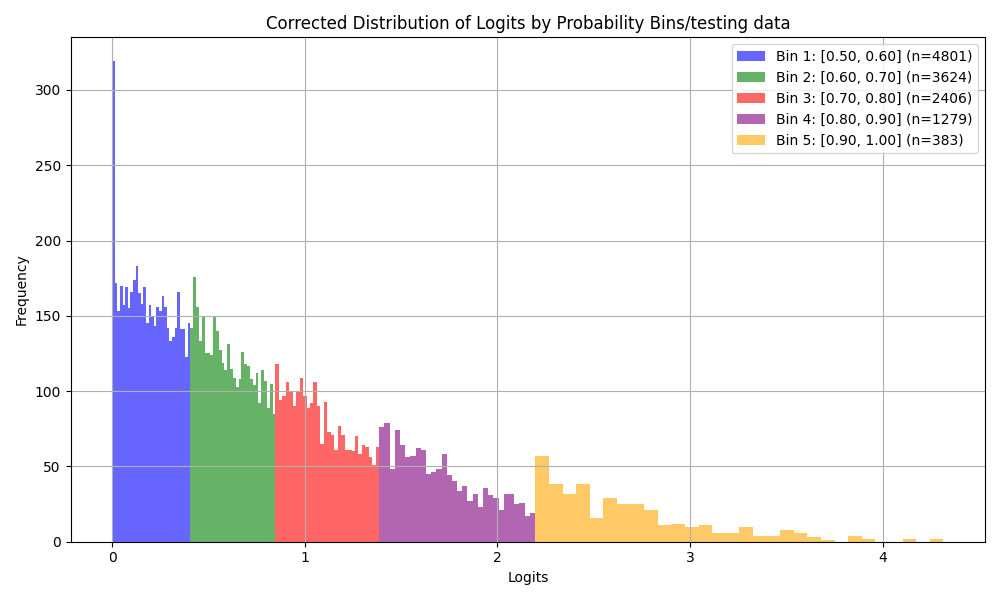 Corrected Distribution of Logits by Probability Bins/testing data
Bin 1: [0.50, 0.60] (n=4801)
Bin 2: [0.60, 0.70] (n=3624)
Bin 3: [0.70, 0.80] (n=2406)
Bin 4: [0.80, 0.90] (n=1279)
Bin 5: [0.90, 1.00] (n=383)
Frequency
300
250
200
150
100
50
0
0 1 2 3 4
Logits